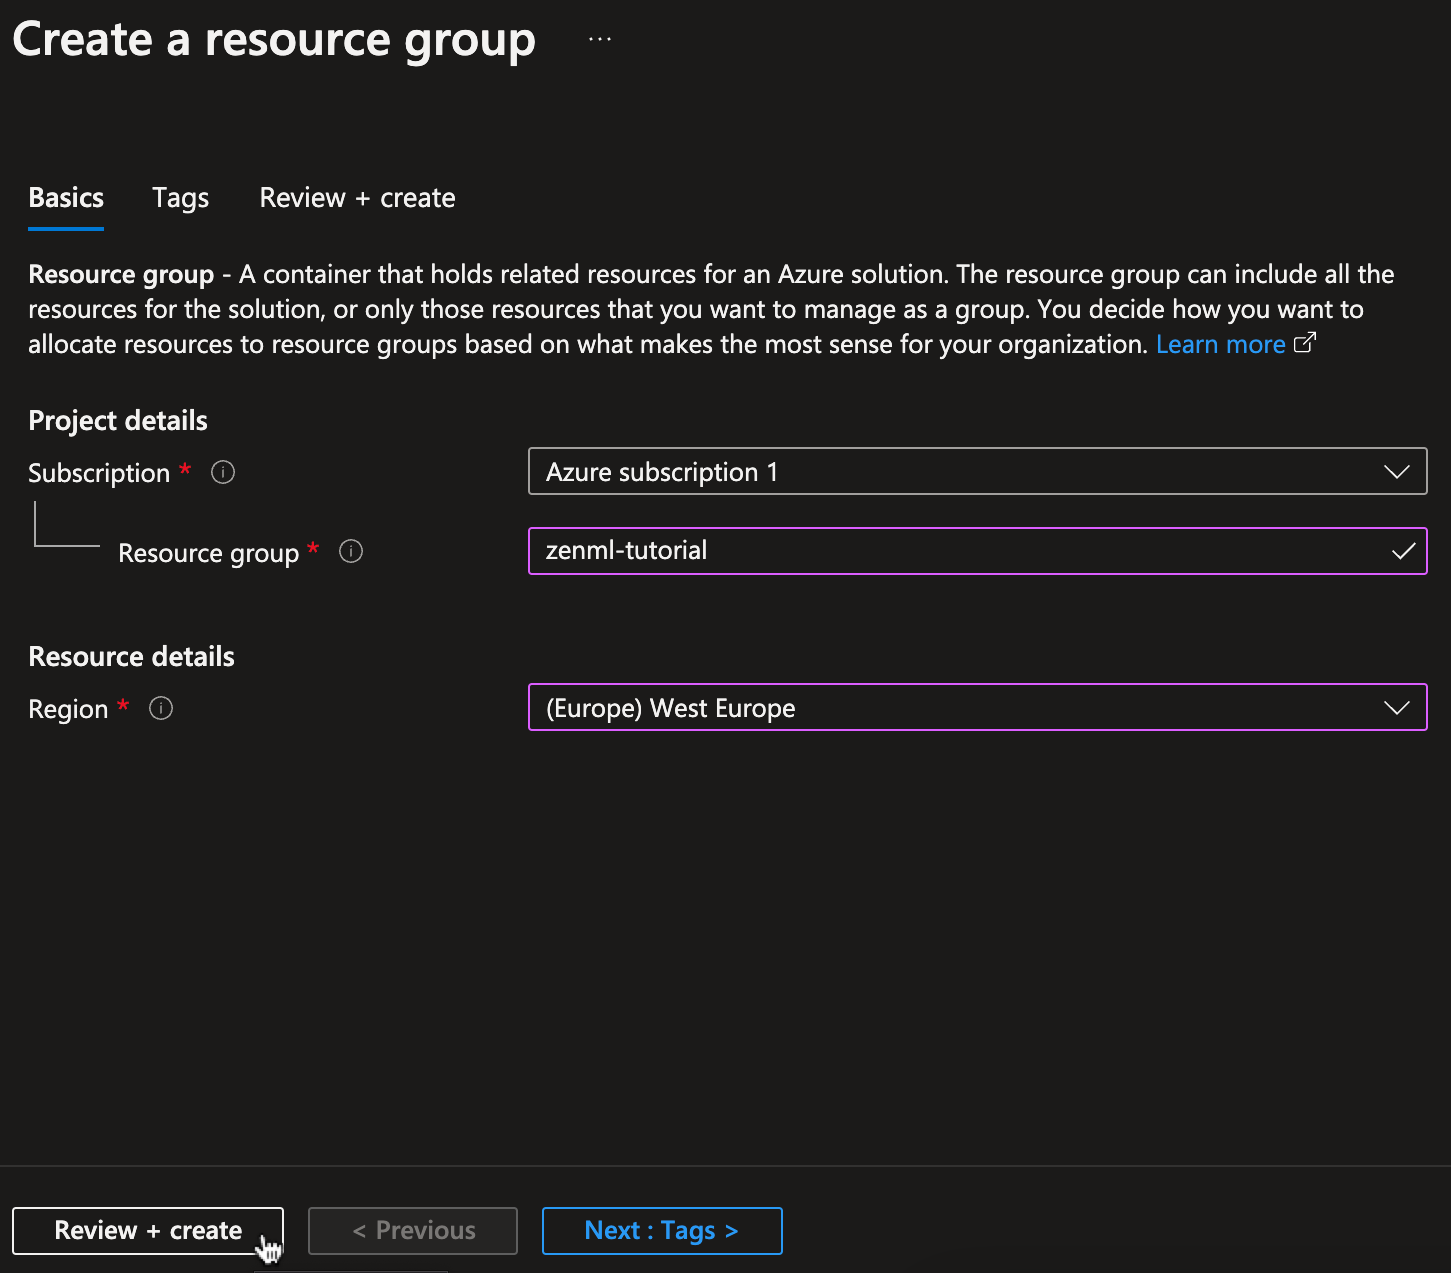 Create a resource group ...
Basics Tags Review + create
Resource group - A container that holds related resources for an Azure solution. The resource group can include all the
resources for the solution, or only those resources that you want to manage as a group. You decide how you want to
allocate resources to resource groups based on what makes the most sense for your organization. Learn more
Project details
Subscription * Azure subscription 1
Resource group * zenml-tutorial
Resource details
Region * (Europe) West Europe
Review + create < Previous Next : Tags >